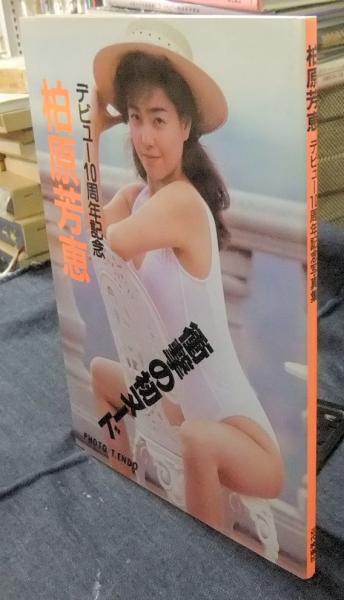 柏原芳恵
デビュー10周年記念
衝撃の初ヌード
PHOTO T.ENDO
柏原芳恵 デビュー10周年記念写真集